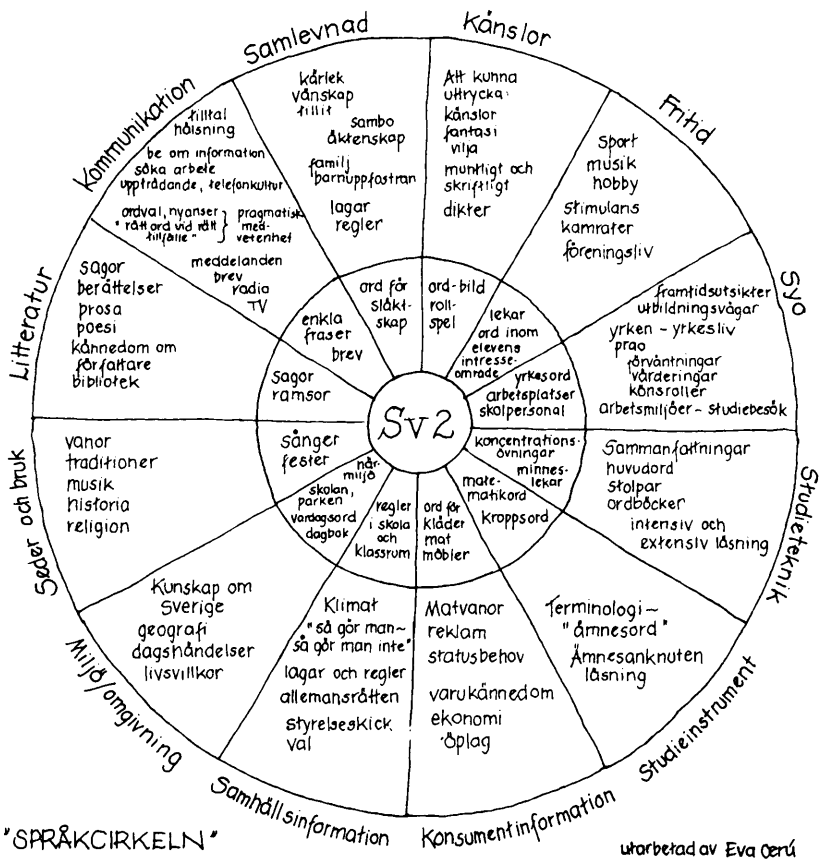 Samlevnad
kärlek
vänskap
tillit
sambo
äktenskap
familj
barnuppfostran
lagar
regler
ord för
släkt-
skap
Känslor
Att kunna
uttrycka:
känslor
fantasi
vilja
muntligt och
skriftligt
dikter
ord-bild
roll-
spel
Fritid
Sport
musik
hobby
stimulans
kamrater
föreningsliv
lekar
ord inom
elevens
intresse-
område
Syo
framtidsutsikter
utbildningsvägar
yrken - yrkesliv
prao
förväntningar
värderingar
könsroller
arbetsmiljöer - studiebesök
yrkesord
arbetsplatser
skolpersonal
Studieteknik
Sammanfattningar
huvudord
stolpar
ordböcker
intensiv och
extensiv läsning
koncentrations-
övningar
minnes-
lekar
Studieinstrument
Terminologi-
"ämnesord"
Ämnesanknuten
läsning
mate-
matikord
kroppsord
Konsumentinformation
Matvanor
reklam
statusbehov
varukännedom
ekonomi
öplag
ord för
kläder
mat
möbler
Samhällsinformation
Klimat
"så gör man-
så gör man inte"
lagar och regler
allemansrätten
styrelseskick
val
regler
i skola
och
klassrum
Miljö/omgivning
Kunskap om
Sverige
geografi
dagshändelser
livsvillkor
när-
miljö
skolan,
parken
vardagsord
dagbok
Seder och bruk
vanor
traditioner
musik
historia
religion
sånger
fester
Litteratur
sagor
berättelser
prosa
poesi
kännedom om
författare
bibliotek
Sagor
ramsor
Kommunikation
tilltal
hälsning
be om information
söka arbete
uppträdande, telefonkultur
ordval, nyanser
"rätt ord vid rätt
tillfälle"
pragmatisk
med-
vetenhet
meddelanden
brev
radio
TV
enkla
fraser
brev
Sv2
"SPRÅKCIRKELN"
utarbetad av Eva